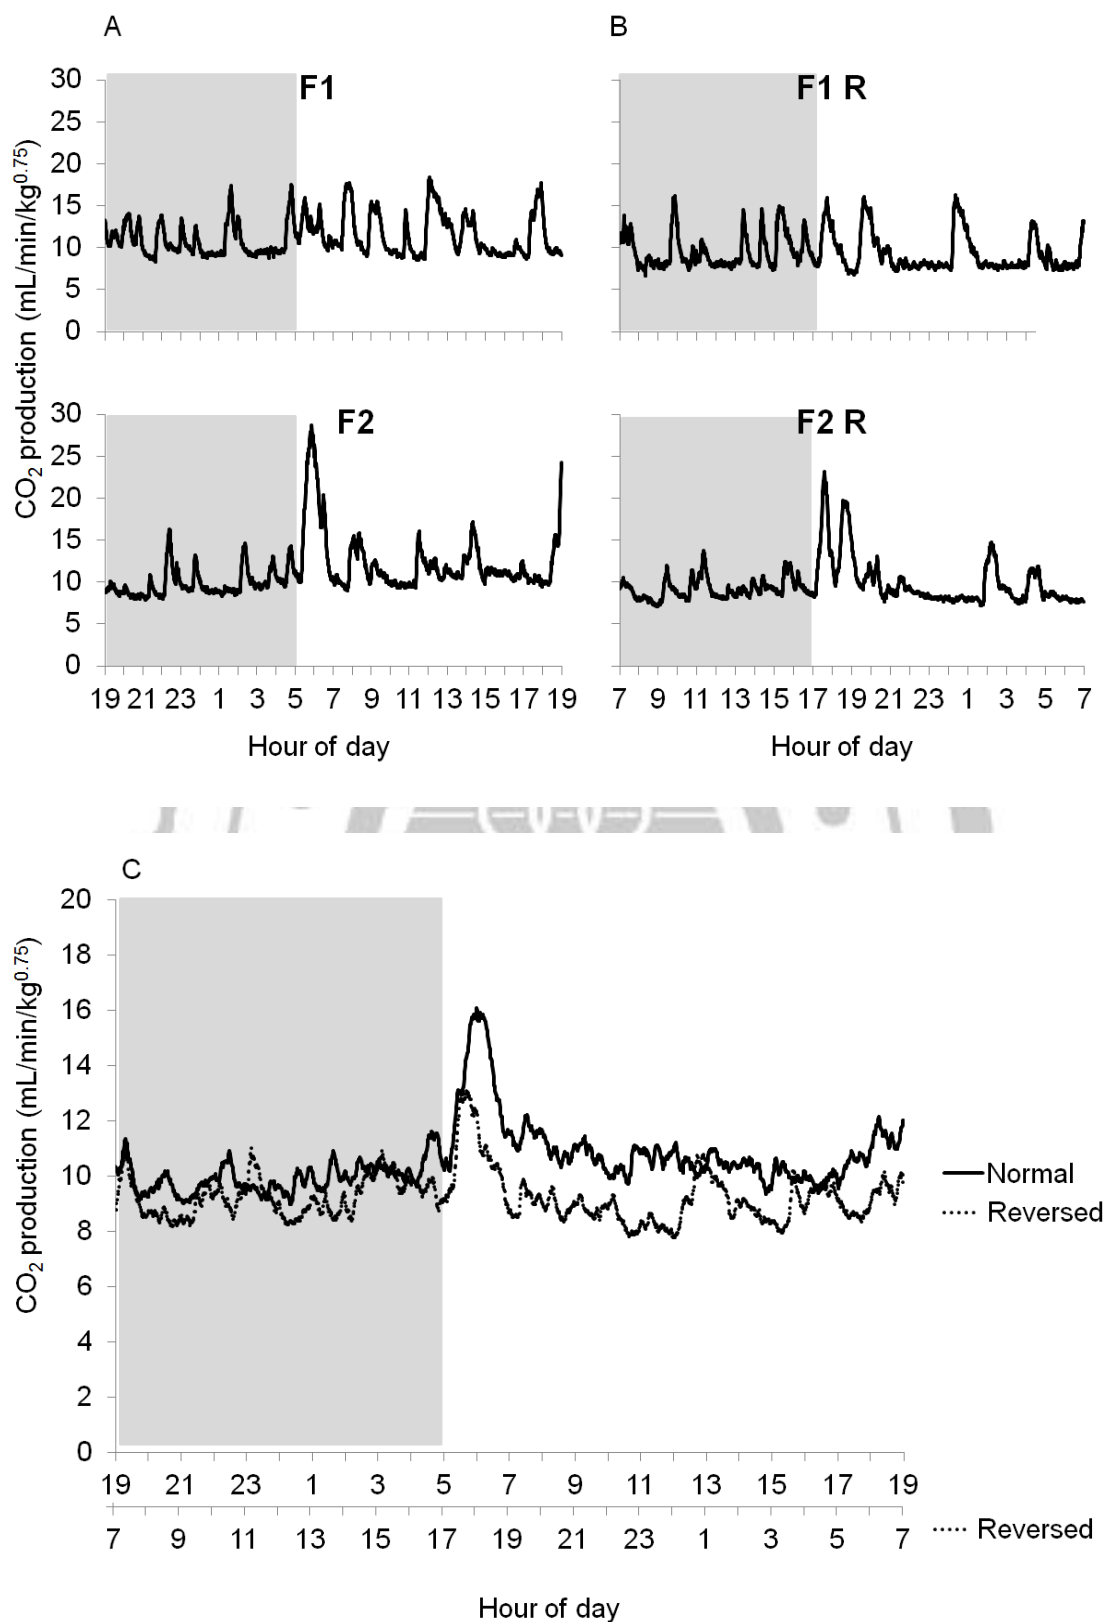 A
B
CO2 production (mL/min/kg0.75)
F1
30
25
20
15
10
5
0
F1 R
F2
30
25
20
15
10
5
0
19 21 23 1 3 5 7 9 11 13 15 17 19
Hour of day
F2 R
7 9 11 13 15 17 19 21 23 1 3 5 7
Hour of day
C
CO2 production (mL/min/kg0.75)
20
18
16
14
12
10
8
6
4
2
0
Normal
Reversed
19 21 23 1 3 5 7 9 11 13 15 17 19
7 9 11 13 15 17 19 21 23 1 3 5 7
Reversed
Hour of day